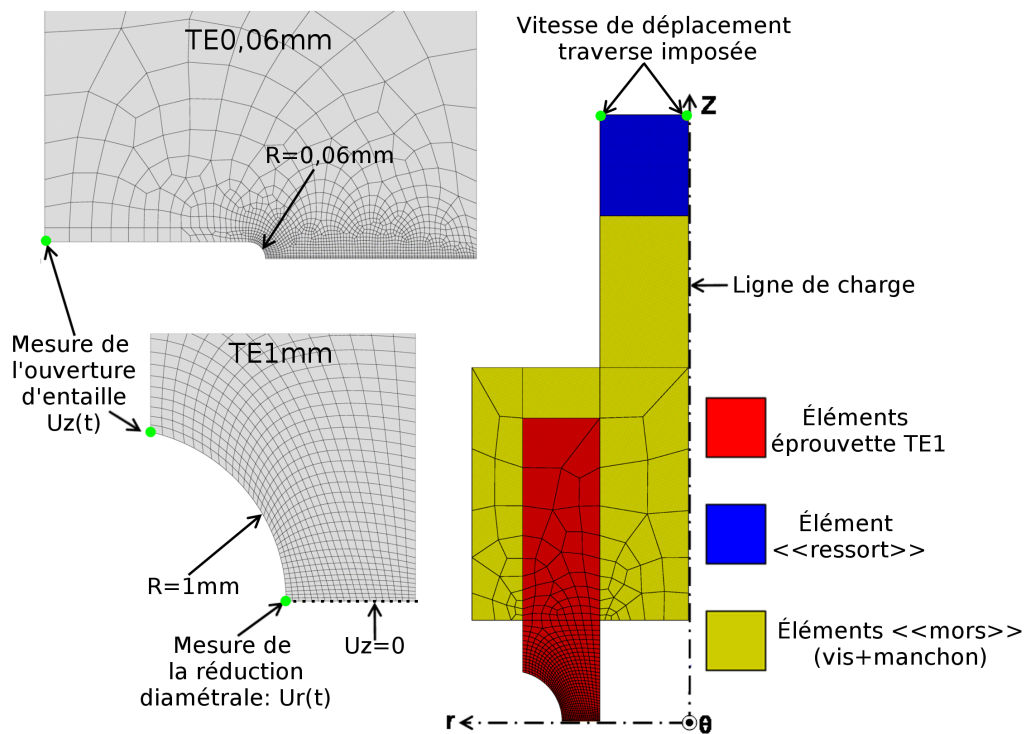 TE0,06mm
R=0,06mm
Mesure de
l'ouverture
d'entaille
Uz(t)
TE1mm
R=1mm
Mesure de
la réduction
diamétrale: Ur(t)
Uz=0
Vitesse de déplacement
traverse imposée
Z
Ligne de charge
Éléments
éprouvette TE1
Élément
<<ressort>>
Éléments <<mors>>
(vis+manchon)
r
θ